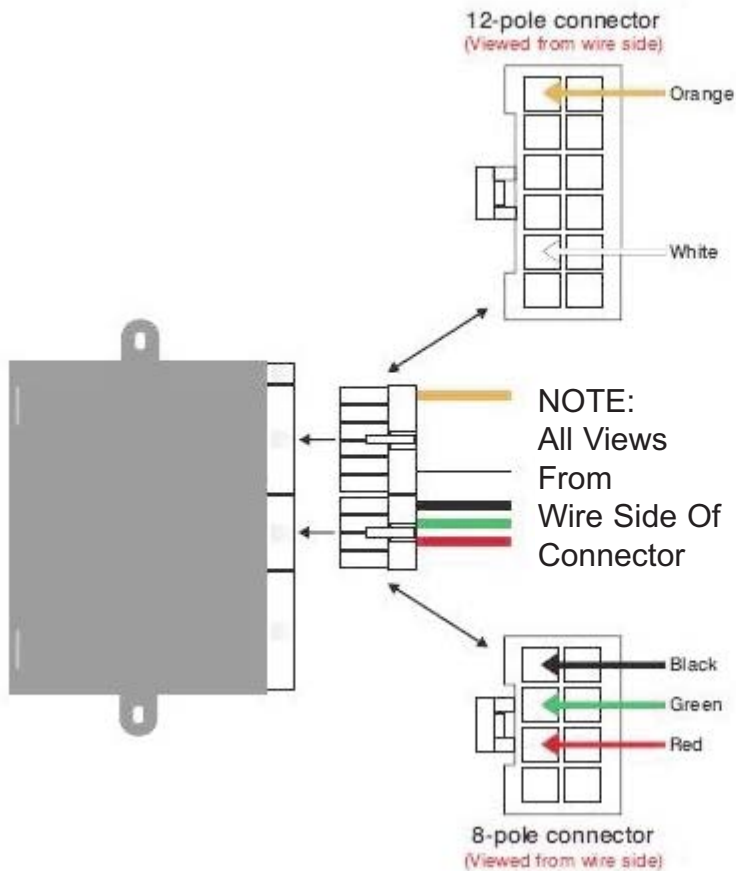 12-pole connector
(Viewed from wire side)
Orange
White
NOTE:
All Views
From
Wire Side Of
Connector
Black
Green
Red
8-pole connector
(Viewed from wire side)